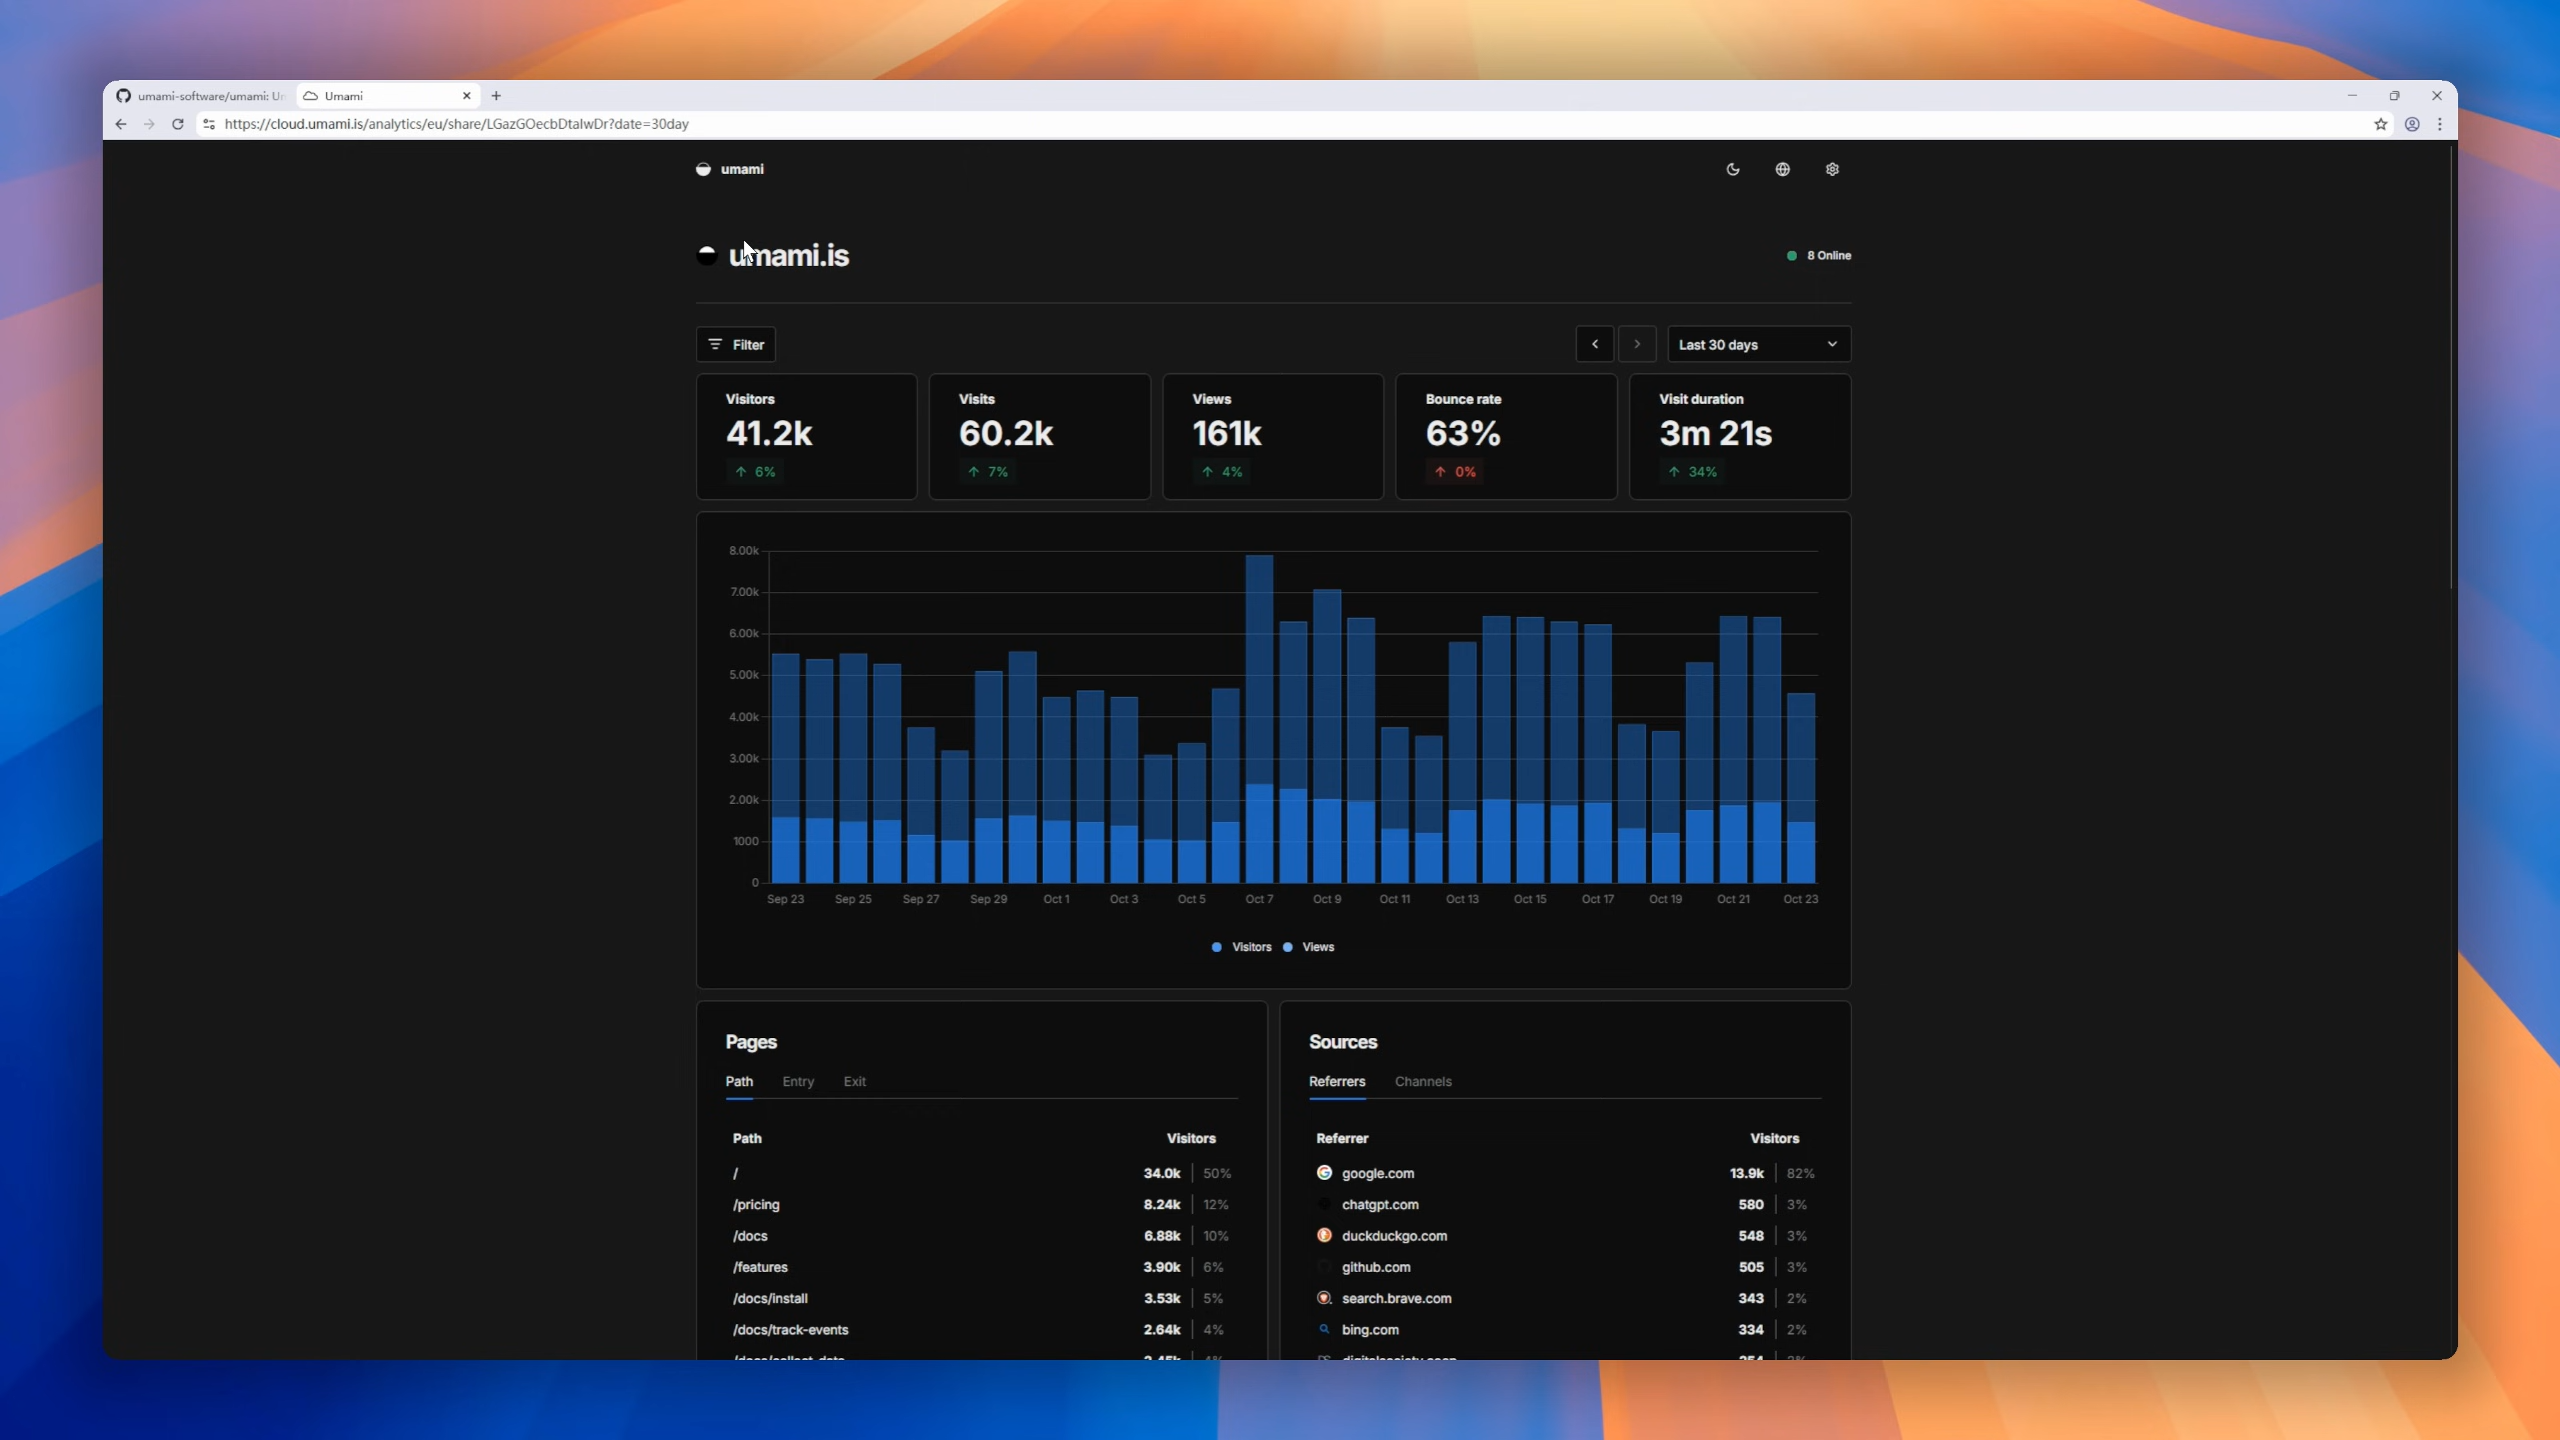 umami-software/umami: Un
Umami
https://cloud.umami.is/analytics/eu/share/LGazGOecbDtalwDr?date=30day
umami
umami.is
8 Online
Filter
Last 30 days
Visitors
41.2k
6%
Visits
60.2k
7%
Views
161k
4%
Bounce rate
63%
0%
Visit duration
3m 21s
34%
8.00k
7.00k
6.00k
5.00k
4.00k
3.00k
2.00k
1000
0
Sep 23 Sep 25 Sep 27 Sep 29 Oct 1 Oct 3 Oct 5 Oct 7 Oct 9 Oct 11 Oct 13 Oct 15 Oct 17 Oct 19 Oct 21 Oct 23
Visitors Views
Pages
Path Entry Exit
Path Visitors
/ 34.0k 50%
/pricing 8.24k 12%
/docs 6.88k 10%
/features 3.90k 6%
/docs/install 3.53k 5%
/docs/track-events 2.64k 4%
Sources
Referrers Channels
Referrer Visitors
google.com 13.9k 82%
chatgpt.com 580 3%
duckduckgo.com 548 3%
github.com 505 3%
search.brave.com 343 2%
bing.com 334 2%